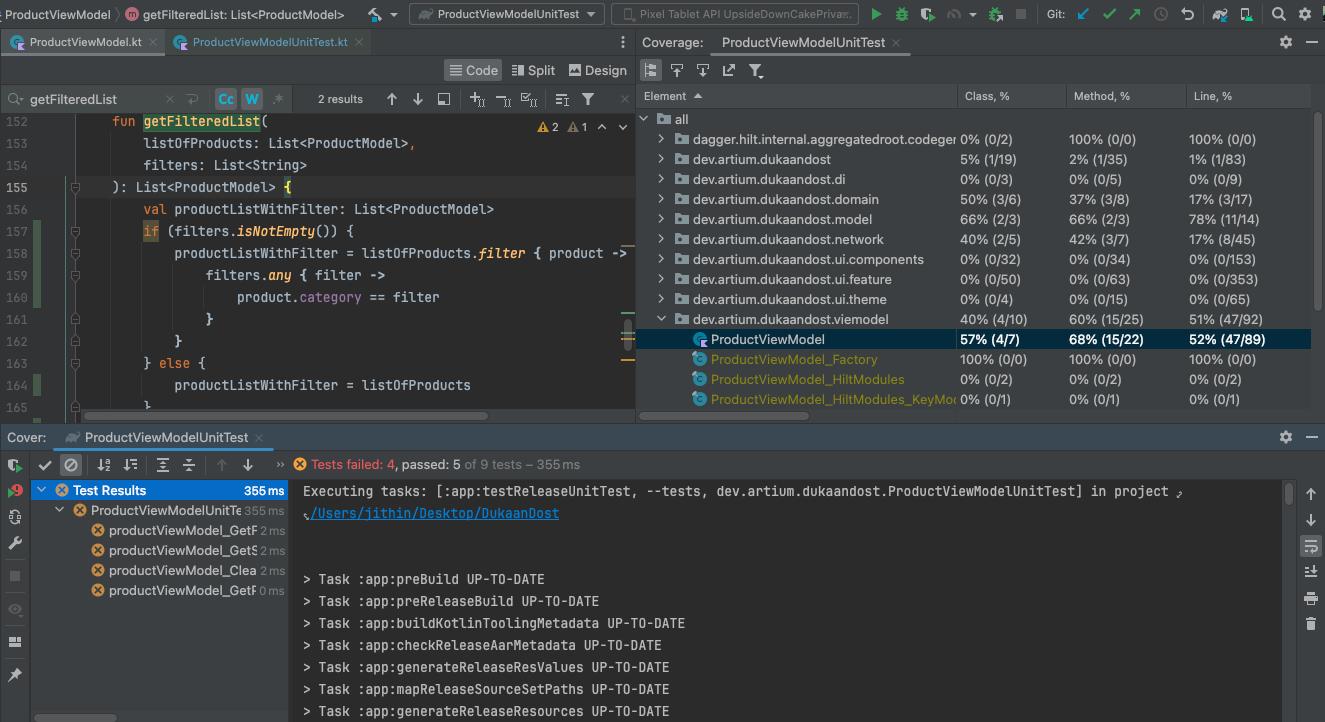 ProductViewModel
getFilteredList: List<ProductModel>
ProductViewModelUnitTest
Pixel Tablet API UpsideDownCakePrivac..
Git:
ProductViewModel.kt
ProductViewModelUnitTest.kt
Code
Split
Design
getFilteredList
Cc
W
.*
2 results
152 fun getFilteredList(
2
1
153 listOfProducts: List<ProductModel>,
154 filters: List<String>
155 ): List<ProductModel> {
156 val productListWithFilter: List<ProductModel>
157 if (filters.isNotEmpty()) {
158 productListWithFilter = listOfProducts.filter { product ->
159 filters.any { filter ->
160 product.category == filter
161 }
162 }
163 } else {
164 productListWithFilter = listOfProducts
165 }
Coverage: ProductViewModelUnitTest
Element Class, % Method, % Line, %
all
dagger.hilt.internal.aggregatedroot.codegen 0% (0/2) 100% (0/0) 100% (0/0)
dev.artium.dukaandost 5% (1/19) 2% (1/35) 1% (1/83)
dev.artium.dukaandost.di 0% (0/3) 0% (0/5) 0% (0/9)
dev.artium.dukaandost.domain 50% (3/6) 37% (3/8) 17% (3/17)
dev.artium.dukaandost.model 66% (2/3) 66% (2/3) 78% (11/14)
dev.artium.dukaandost.network 40% (2/5) 42% (3/7) 17% (8/45)
dev.artium.dukaandost.ui.components 0% (0/32) 0% (0/34) 0% (0/153)
dev.artium.dukaandost.ui.feature 0% (0/50) 0% (0/63) 0% (0/353)
dev.artium.dukaandost.ui.theme 0% (0/4) 0% (0/15) 0% (0/65)
dev.artium.dukaandost.viemodel 40% (4/10) 60% (15/25) 51% (47/92)
ProductViewModel 57% (4/7) 68% (15/22) 52% (47/89)
ProductViewModel_Factory 100% (0/0) 100% (0/0) 100% (0/0)
ProductViewModel_HiltModules 0% (0/2) 0% (0/2) 0% (0/2)
ProductViewModel_HiltModules_KeyMod 0% (0/1) 0% (0/1) 0% (0/1)
Cover: ProductViewModelUnitTest
Tests failed: 4, passed: 5 of 9 tests – 355 ms
Test Results 355 ms
ProductViewModelUnitTe 355 ms
productViewModel_GetF 2 ms
productViewModel_GetS 2 ms
productViewModel_Clea 2 ms
productViewModel_GetF 0 ms
Executing tasks: [:app:testReleaseUnitTest, --tests, dev.artium.dukaandost.ProductViewModelUnitTest] in project
/Users/jithin/Desktop/DukaanDost
> Task :app:preBuild UP-TO-DATE
> Task :app:preReleaseBuild UP-TO-DATE
> Task :app:buildKotlinToolingMetadata UP-TO-DATE
> Task :app:checkReleaseAarMetadata UP-TO-DATE
> Task :app:generateReleaseResValues UP-TO-DATE
> Task :app:mapReleaseSourceSetPaths UP-TO-DATE
> Task :app:generateReleaseResources UP-TO-DATE